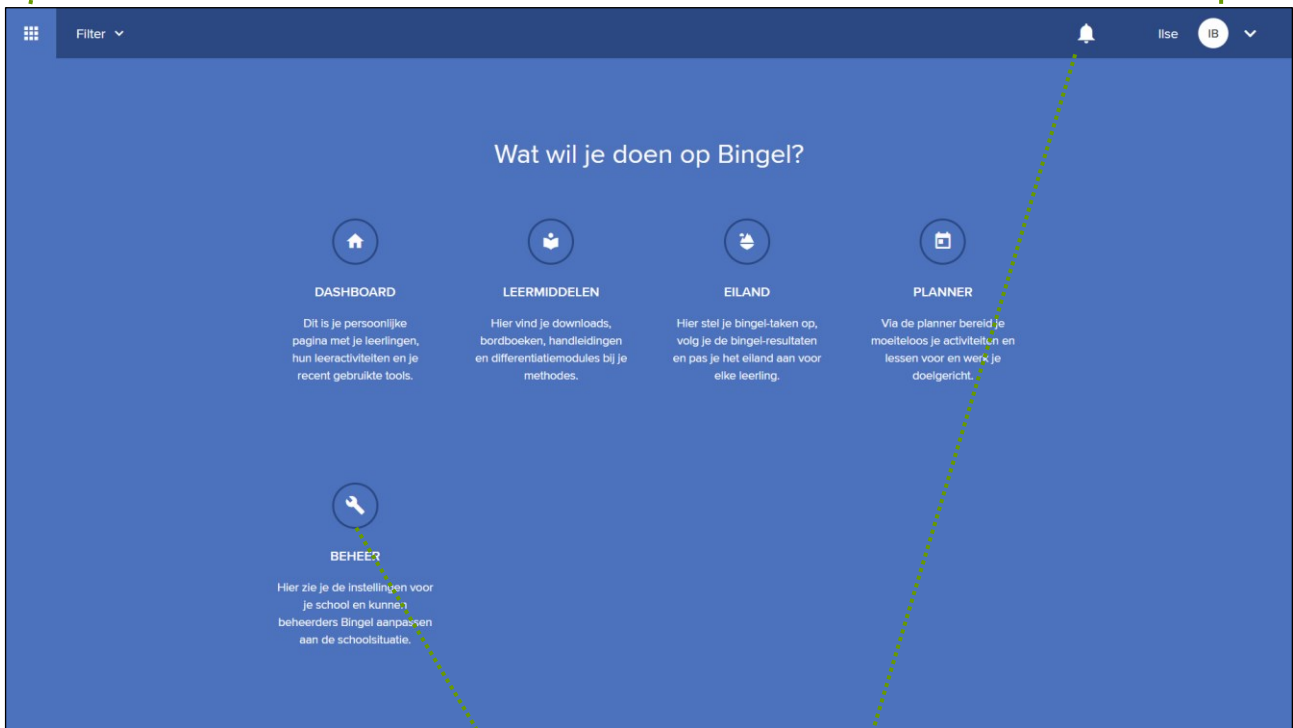 Filter
Ilse
IB
Wat wil je doen op Bingel?
DASHBOARD
Dit is je persoonlijke
pagina met je leerlingen,
hun leeractiviteiten en je
recent gebruikte tools.
LEERMIDDELEN
Hier vind je downloads,
bordboeken, handleidingen
en differentiatiemodules bij je
methodes.
EILAND
Hier stel je bingel-taken op,
volg je de bingel-resultaten
en pas je het eiland aan voor
elke leerling.
PLANNER
Via de planner bereid je
moeiteloos je activiteiten en
lessen voor en werk je
doelgericht.
BEHEER
Hier zie je de instellingen voor
je school en kunnen
beheerders Bingel aanpassen
aan de schoolsituatie.